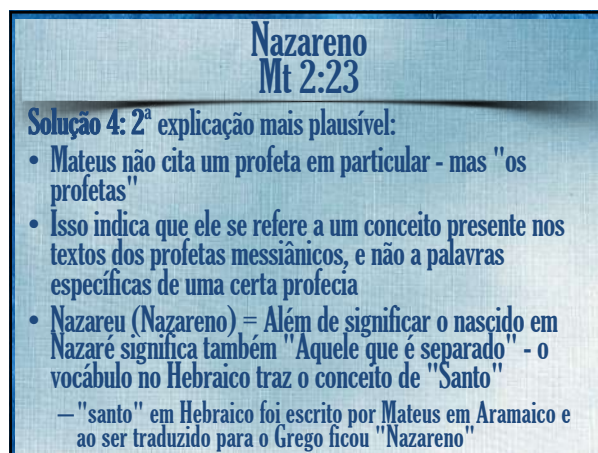 Nazareno
Mt 2:23
Solução 4: 2ª explicação mais plausível:
• Mateus não cita um profeta em particular - mas "os
profetas"
• Isso indica que ele se refere a um conceito presente nos
textos dos profetas messiânicos, e não a palavras
específicas de uma certa profecia
• Nazareu (Nazareno) = Além de significar o nascido em
Nazaré significa também "Aquele que é separado" - o
vocábulo no Hebraico traz o conceito de "Santo"
– "santo" em Hebraico foi escrito por Mateus em Aramaico e
ao ser traduzido para o Grego ficou "Nazareno"